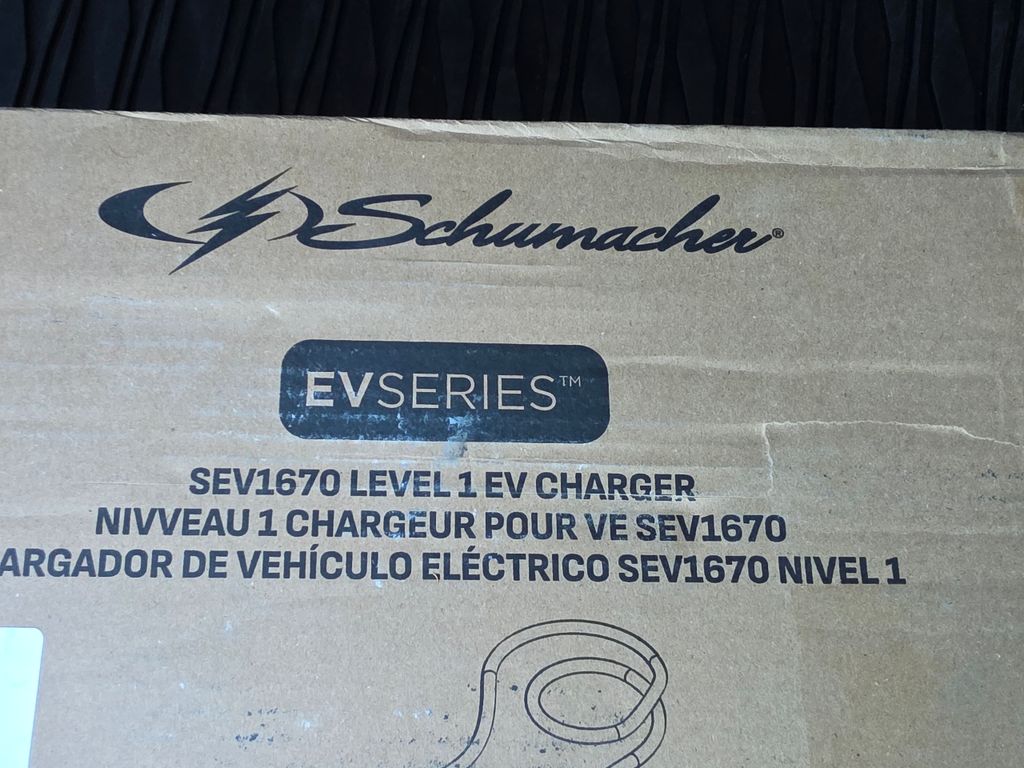 Schumacher®
EVSERIES™
SEV1670 LEVEL 1 EV CHARGER
NIVVEAU 1 CHARGEUR POUR VE SEV1670
ARGADOR DE VEHÍCULO ELÉCTRICO SEV1670 NIVEL 1